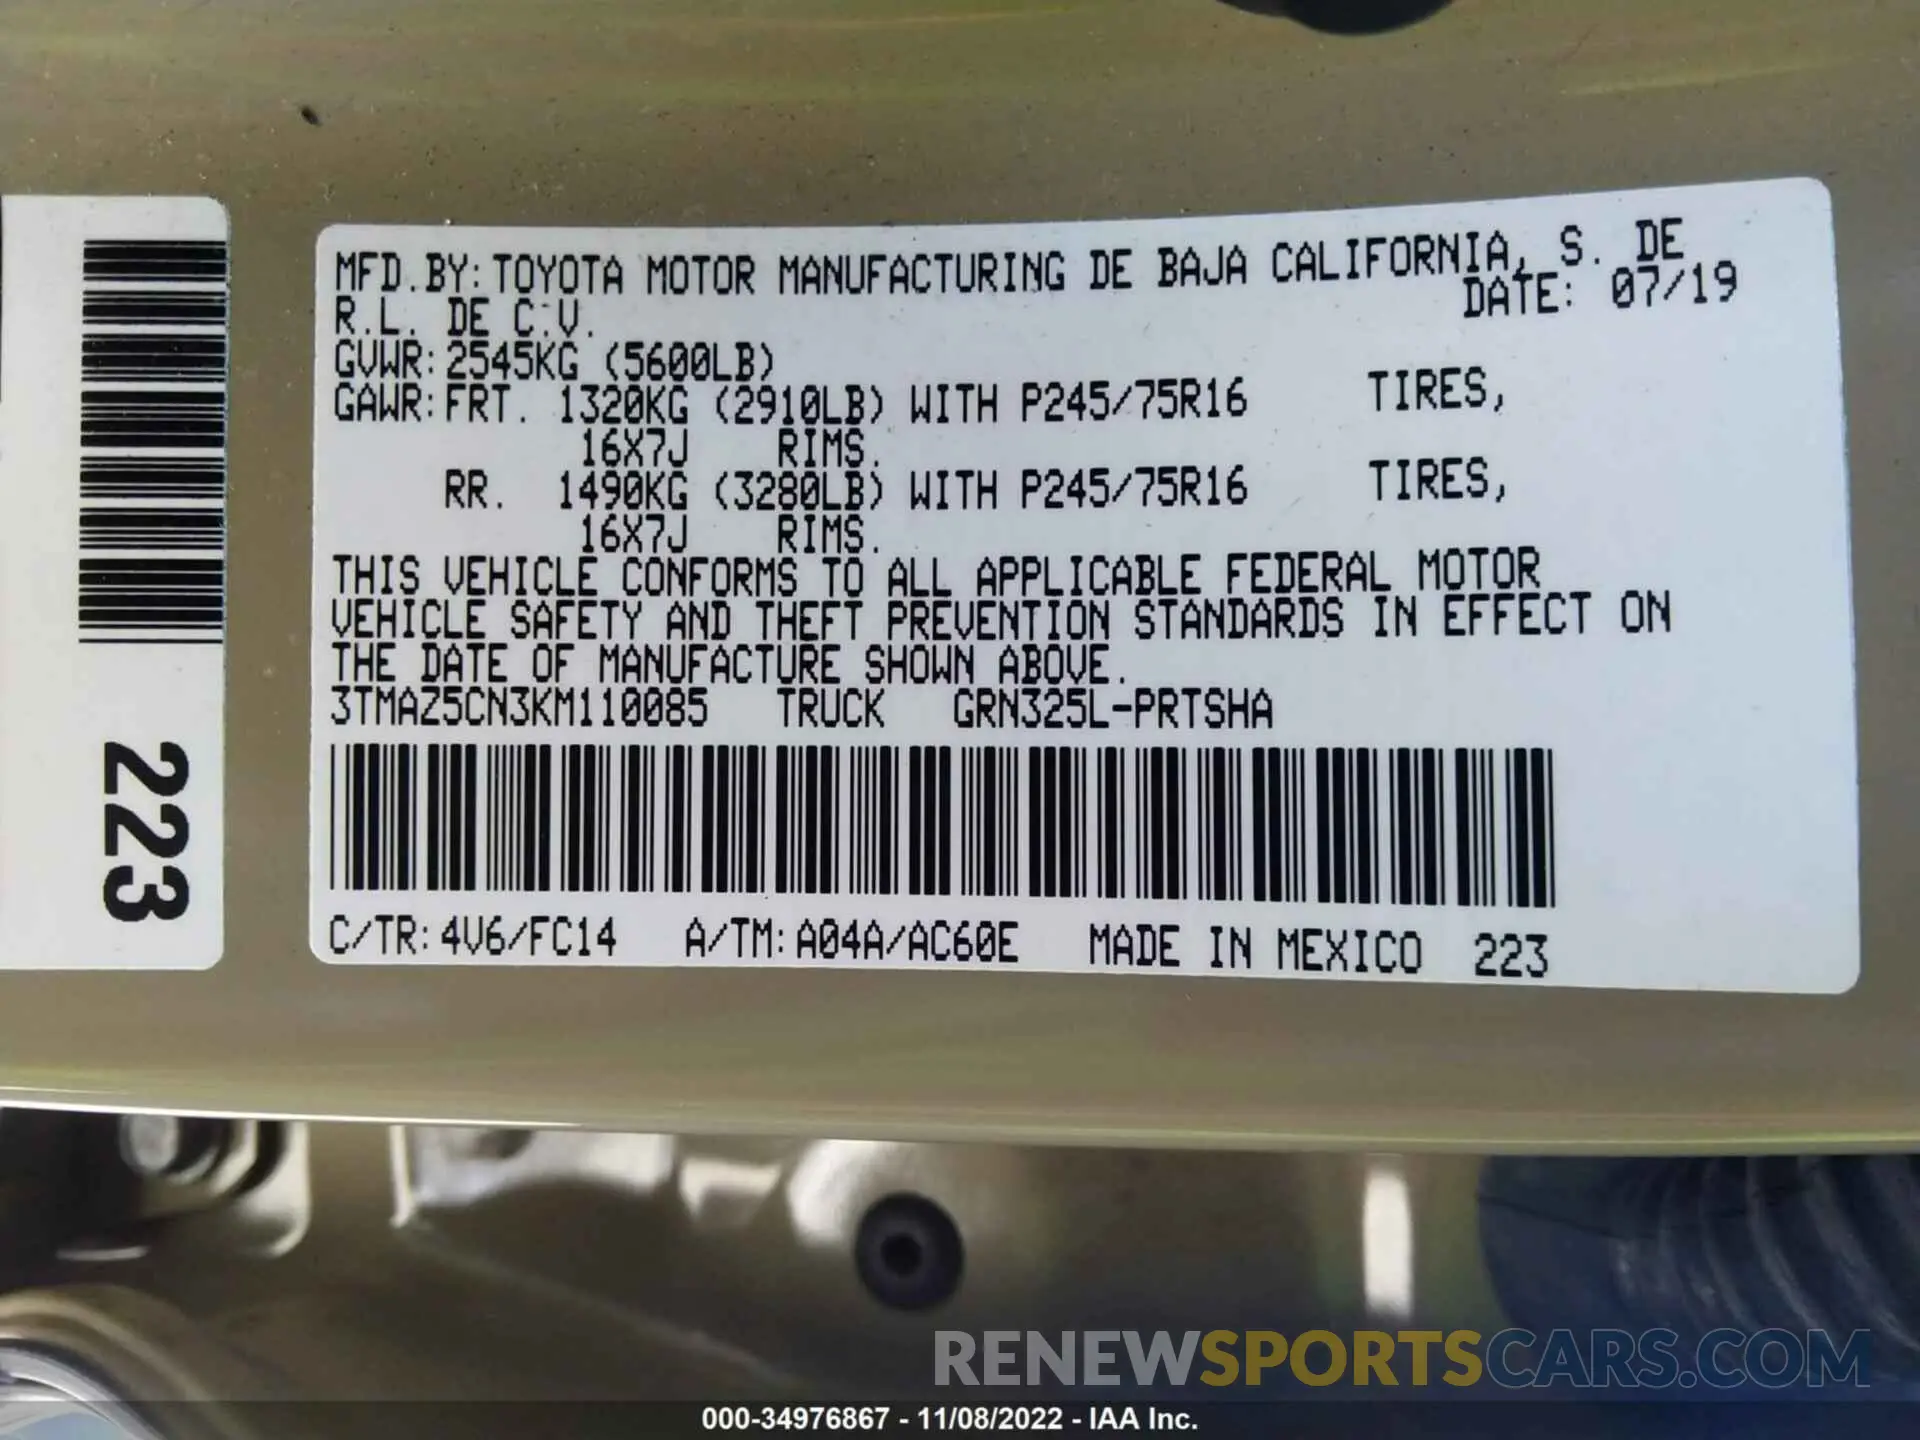 MFD.BY:TOYOTA MOTOR MANUFACTURING DE BAJA CALIFORNIA, S. DE
R.L. DE C.V. DATE: 07/19
GVWR:2545KG (5600LB)
GAWR:FRT. 1320KG (2910LB) WITH P245/75R16 TIRES,
16X7J RIMS.
RR. 1490KG (3280LB) WITH P245/75R16 TIRES,
16X7J RIMS.
THIS VEHICLE CONFORMS TO ALL APPLICABLE FEDERAL MOTOR
VEHICLE SAFETY AND THEFT PREVENTION STANDARDS IN EFFECT ON
THE DATE OF MANUFACTURE SHOWN ABOVE.
3TMAZ5CN3KM110085 TRUCK GRN325L-PRTSHA
C/TR:4V6/FC14 A/TM:A04A/AC60E MADE IN MEXICO 223
223
RENEWSPORTSCARS.COM
000-34976867 - 11/08/2022 - IAA Inc.